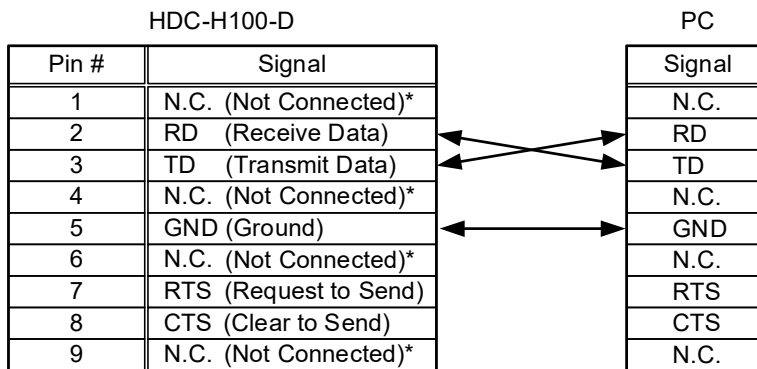 HDC-H100-D PC
Pin # Signal Signal
1 N.C. (Not Connected)* N.C.
2 RD (Receive Data) RD
3 TD (Transmit Data) TD
4 N.C. (Not Connected)* N.C.
5 GND (Ground) GND
6 N.C. (Not Connected)* N.C.
7 RTS (Request to Send) RTS
8 CTS (Clear to Send) CTS
9 N.C. (Not Connected)* N.C.